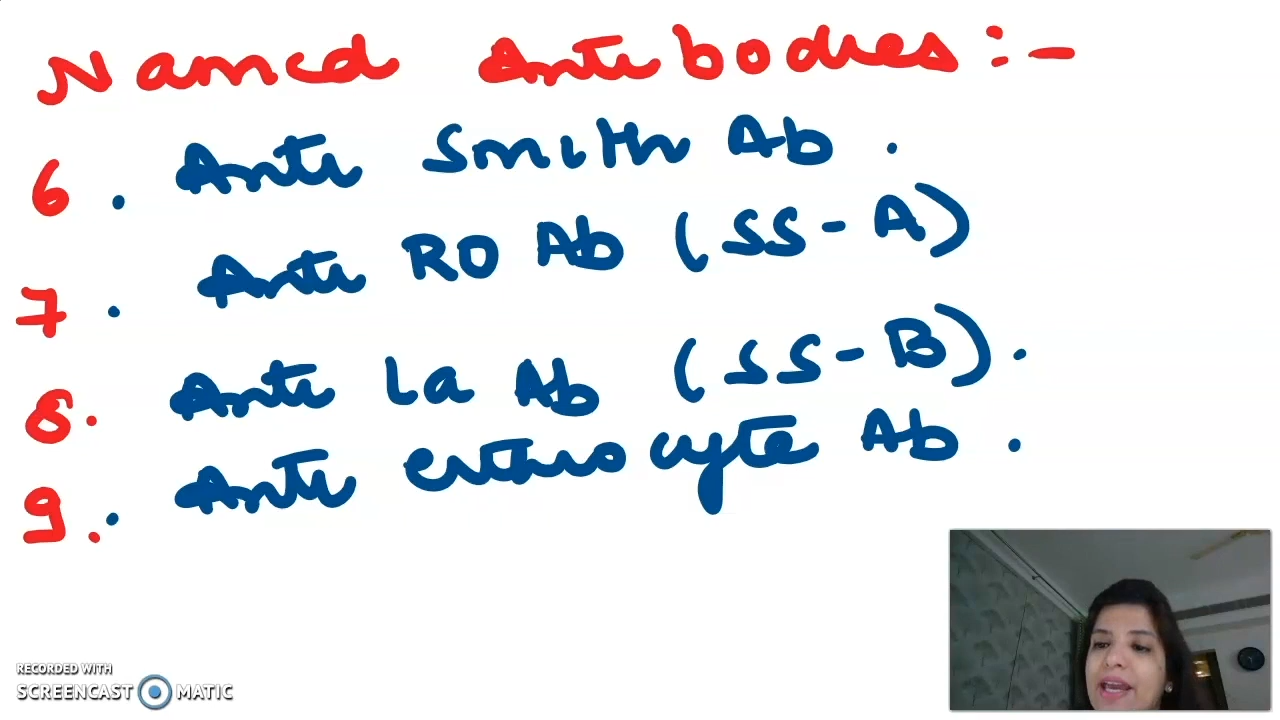 Named Antibodies :-
6. Anti Smith Ab.
7. Anti RO Ab (SS-A)
8. Anti La Ab (SS-B).
9. Anti erthrocyte Ab.
RECORDED WITH
SCREENCAST MATIC